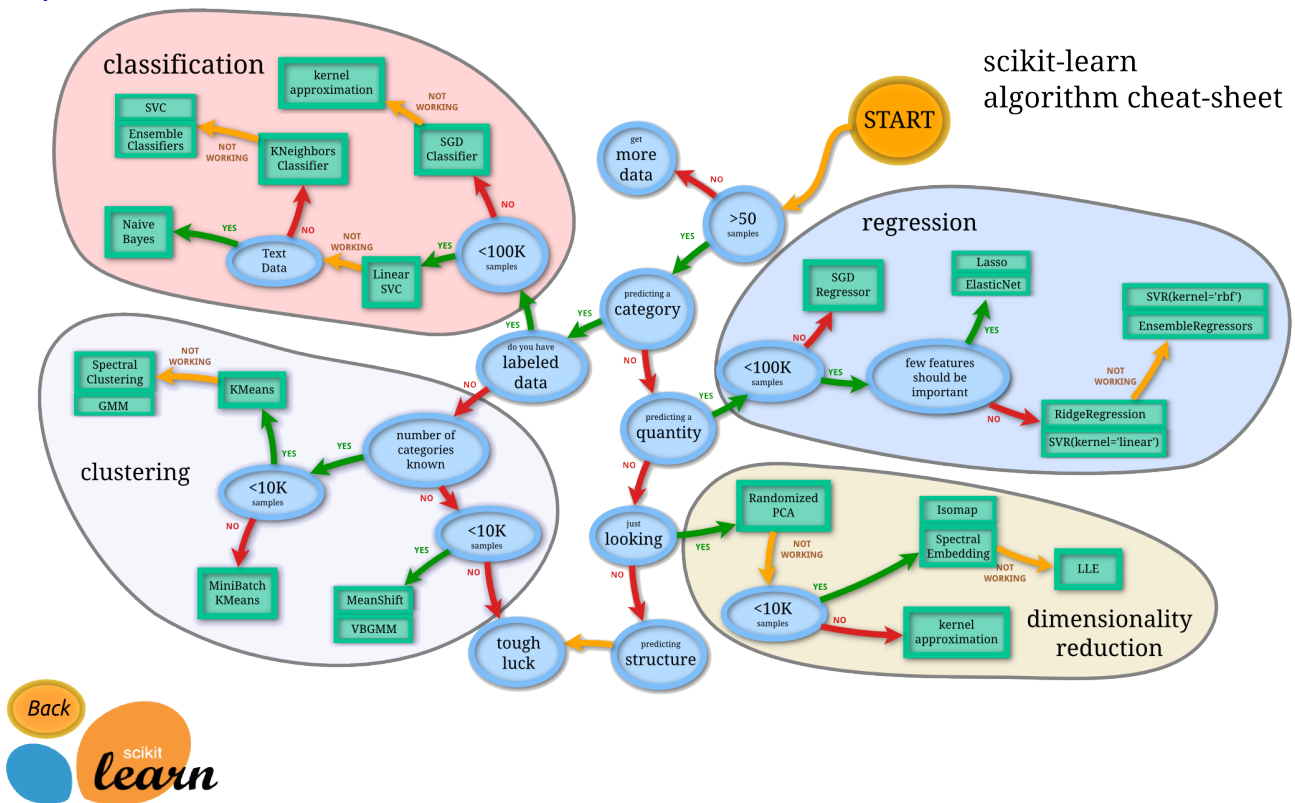 scikit-learn
algorithm cheat-sheet
START
get
more
data
NO
>50
samples
YES
predicting a
category
YES
NO
do you have
labeled
data
YES
NO
predicting a
quantity
YES
NO
just
looking
YES
NO
predicting
structure
tough
luck
classification
kernel
approximation
NOT
WORKING
SGD
Classifier
NO
<100K
samples
YES
Linear
SVC
NOT
WORKING
Text
Data
YES
NO
Naive
Bayes
KNeighbors
Classifier
NOT
WORKING
SVC
Ensemble
Classifiers
regression
<100K
samples
NO
SGD
Regressor
YES
few features
should be
important
YES
Lasso
ElasticNet
NO
RidgeRegression
SVR(kernel='linear')
NOT
WORKING
SVR(kernel='rbf')
EnsembleRegressors
clustering
number of
categories
known
YES
NO
<10K
samples
YES
KMeans
NOT
WORKING
Spectral
Clustering
GMM
NO
MiniBatch
KMeans
<10K
samples
YES
MeanShift
VBGMM
NO
dimensionality
reduction
Randomized
PCA
NOT
WORKING
<10K
samples
YES
Isomap
Spectral
Embedding
NOT
WORKING
LLE
NO
kernel
approximation
Back
scikit
learn